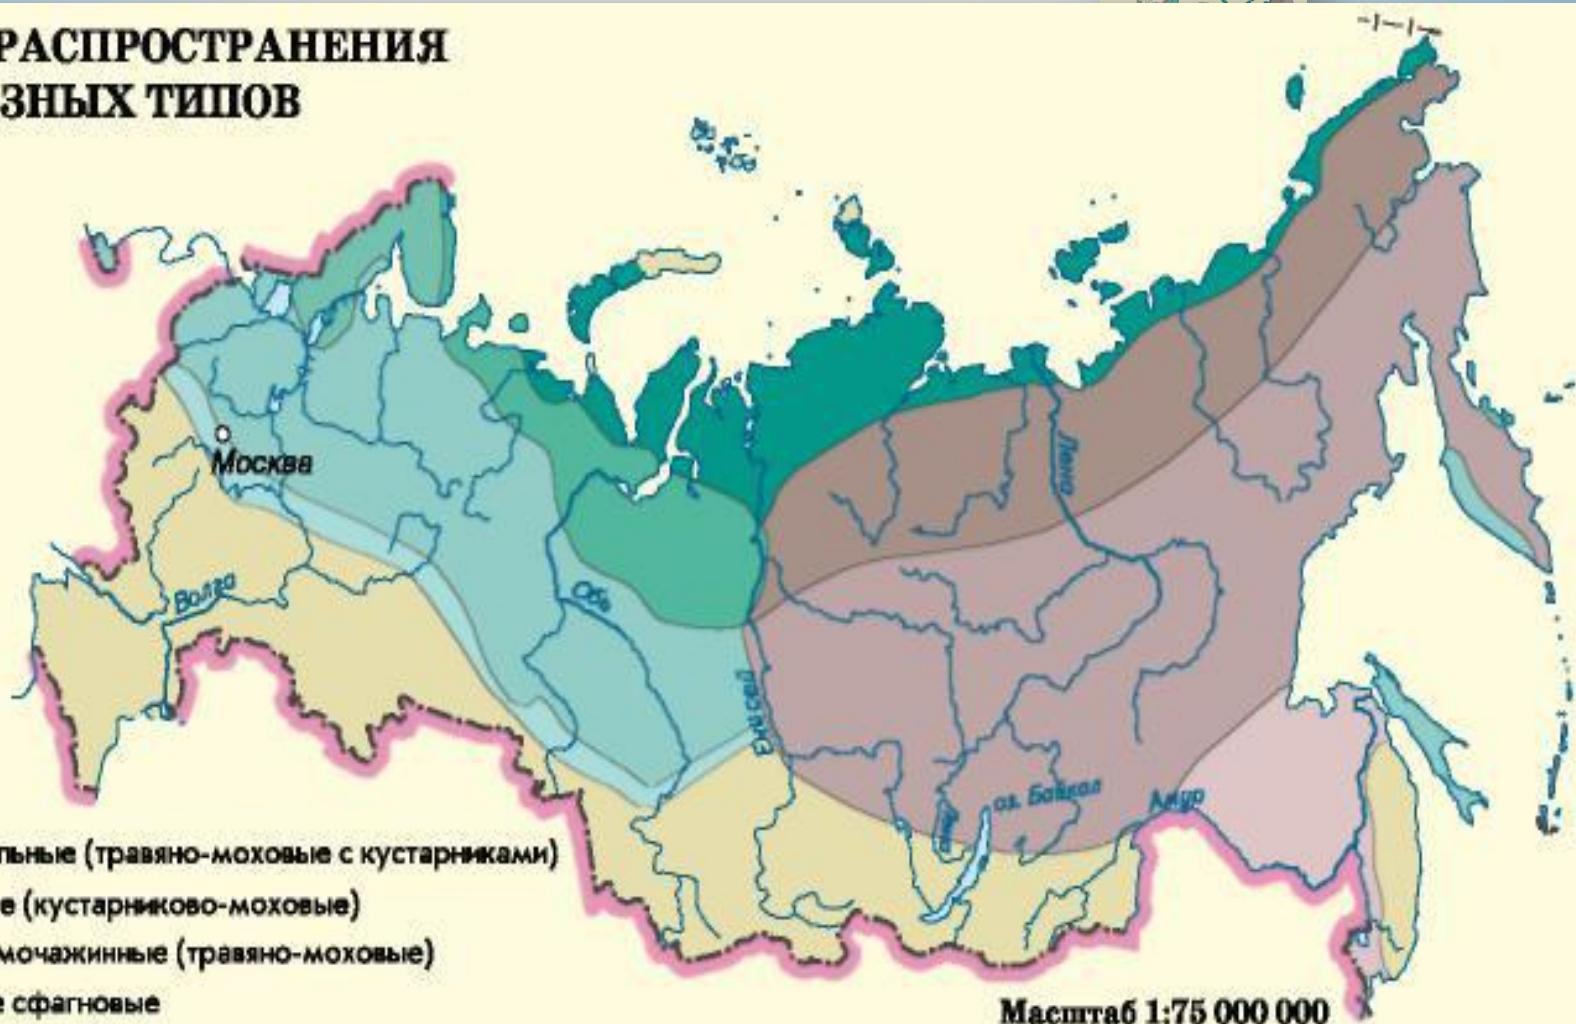 РАСПРОСТРАНЕНИЯ
ЗНЫХ ТИПОВ
Москва
Волга
Обь
Енисей
Лена
Лена
оз. Байкал
Амур
льные (травяно-моховые с кустарниками)
е (кустарниково-моховые)
мочажинные (травяно-моховые)
е сфагновые
Масштаб 1:75 000 000